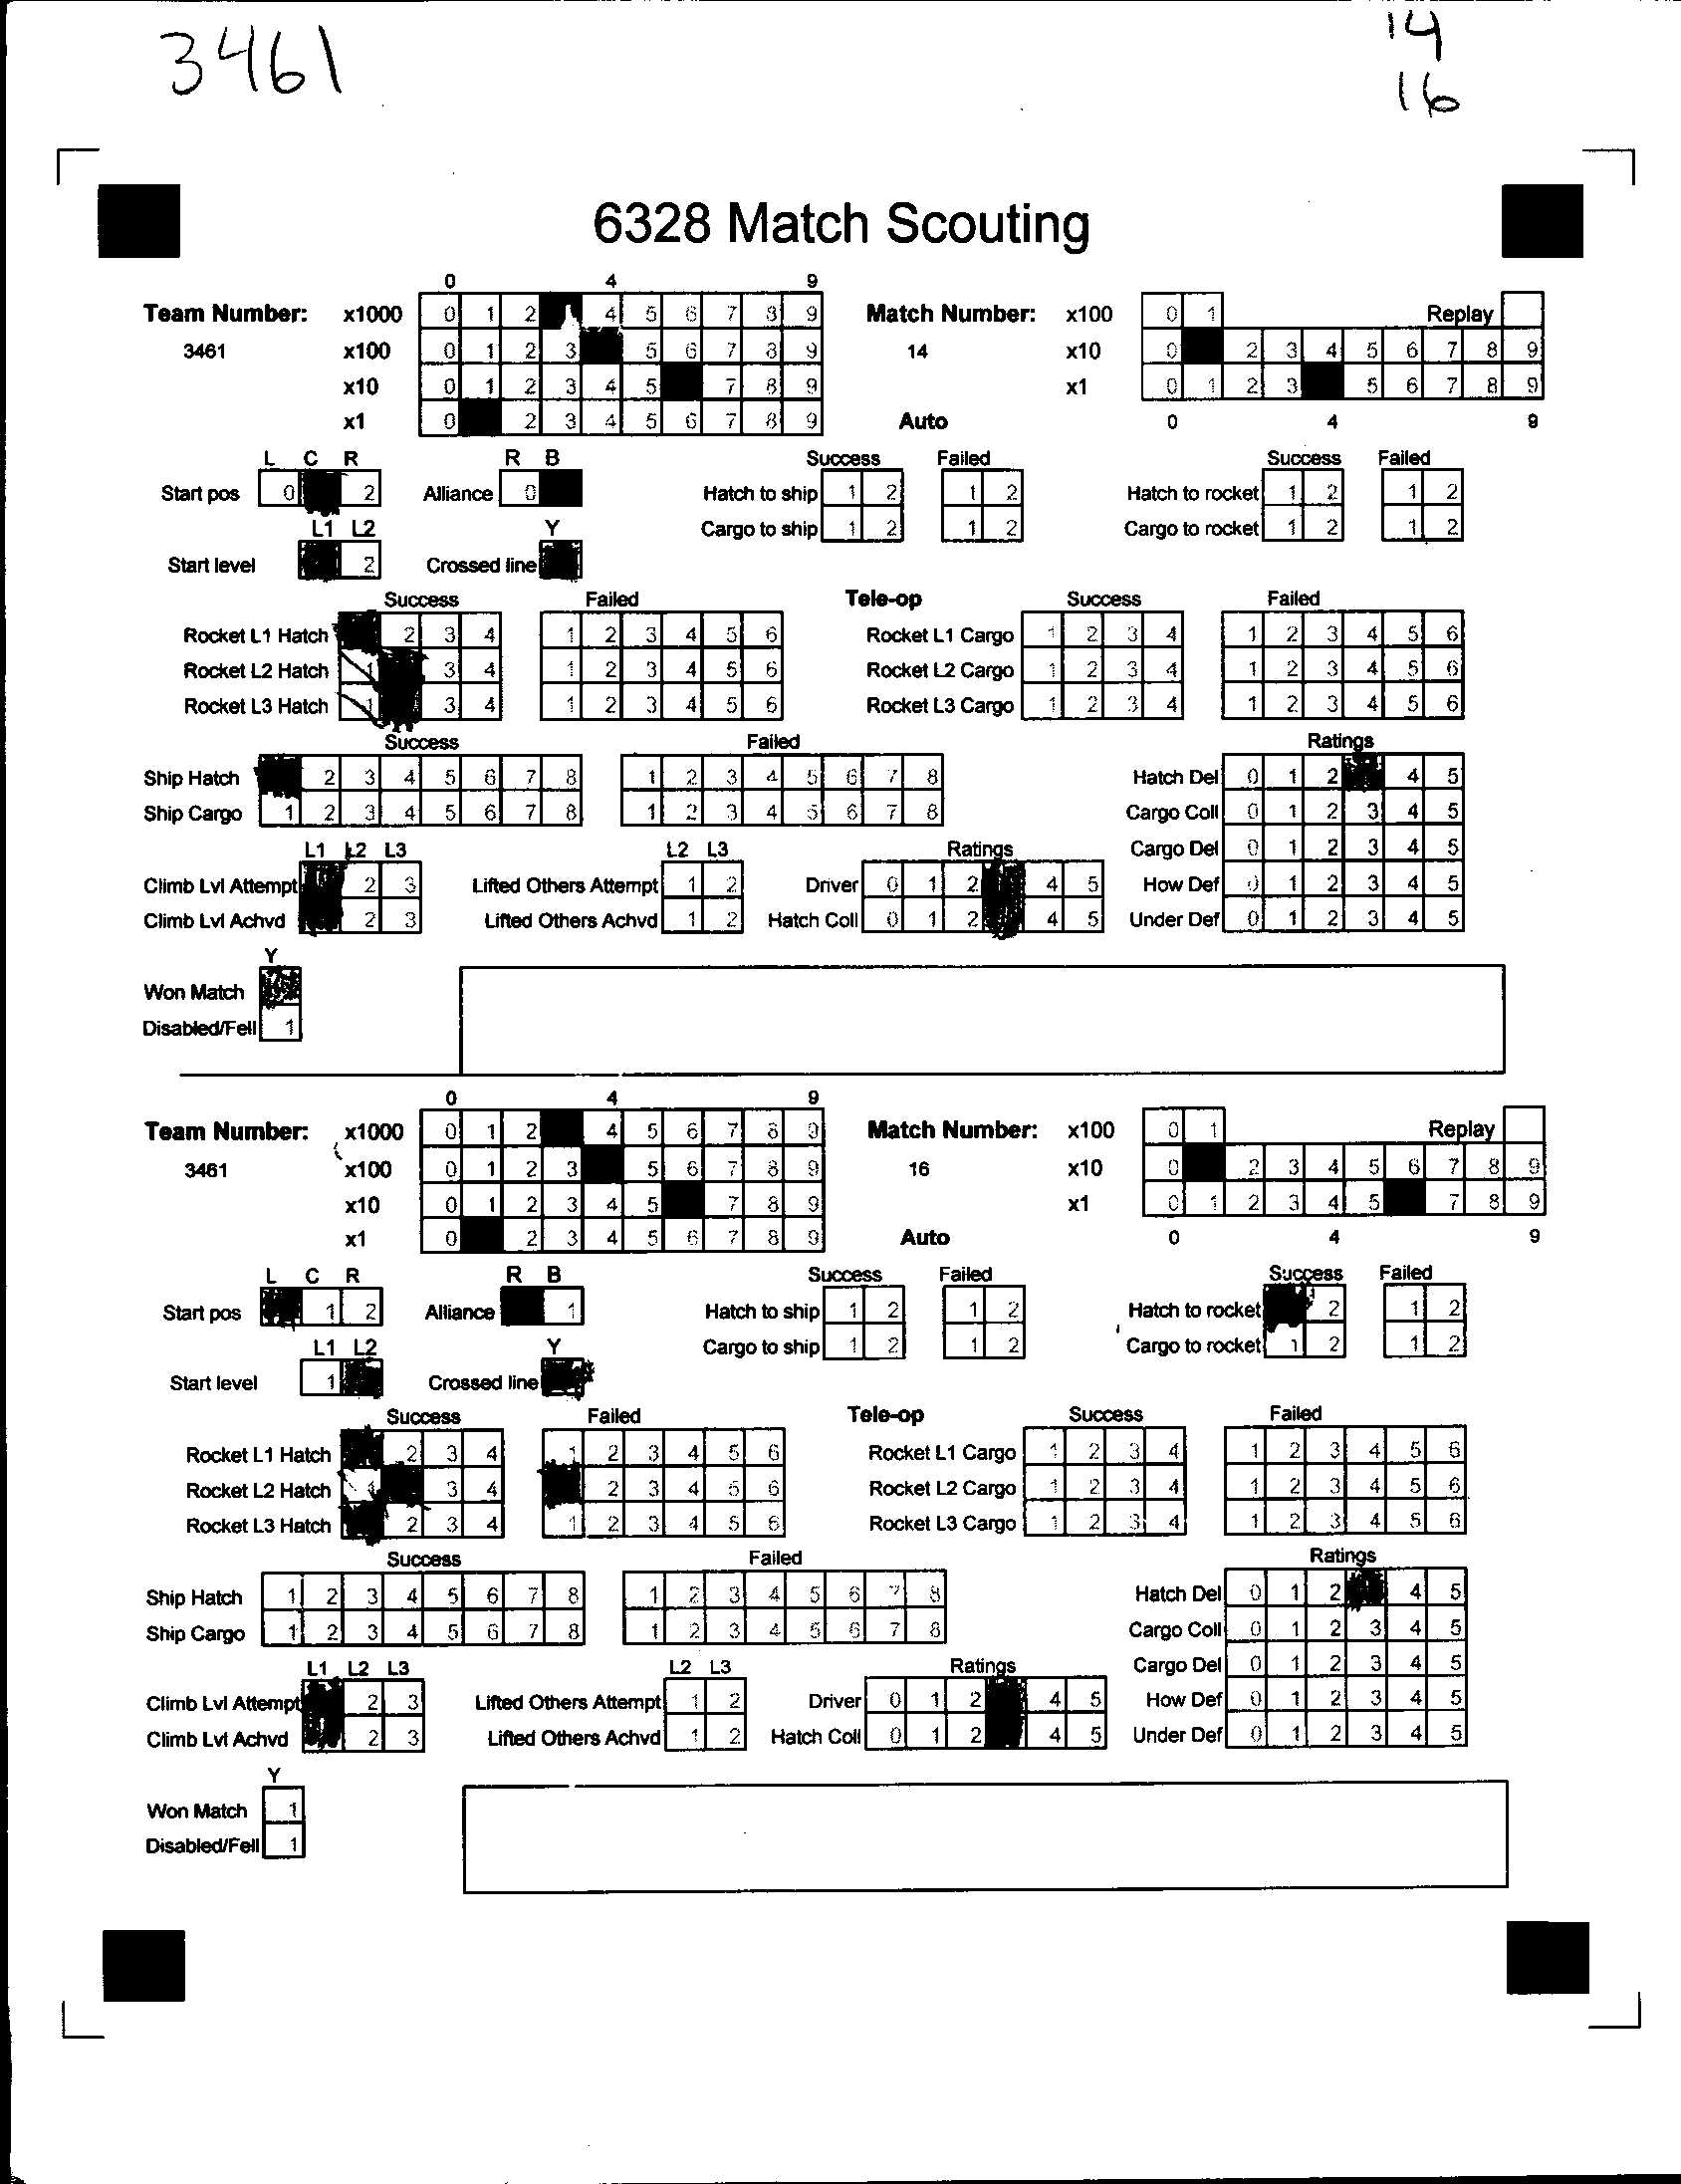 3461
14
16
6328 Match Scouting
0 4 9
Team Number: x1000 0 1 2 4 5 6 7 8 9 Match Number: x100 0 1 Replay
3461 x100 0 1 2 3 5 6 7 8 9 14 x10 0 2 3 4 5 6 7 8 9
x10 0 1 2 3 4 5 7 8 9 x1 0 1 2 3 5 6 7 8 9
x1 0 2 3 4 5 6 7 8 9 Auto 0 4 9
L C R R B Success Failed Success Failed
Start pos 0 2 Alliance 0 Hatch to ship 1 2 1 2 Hatch to rocket 1 2 1 2
L1 L2 Y Cargo to ship 1 2 1 2 Cargo to rocket 1 2 1 2
Start level 2 Crossed line
Success Failed Tele-op Success Failed
Rocket L1 Hatch 2 3 4 1 2 3 4 5 6 Rocket L1 Cargo 1 2 3 4 1 2 3 4 5 6
Rocket L2 Hatch 1 3 4 1 2 3 4 5 6 Rocket L2 Cargo 1 2 3 4 1 2 3 4 5 6
Rocket L3 Hatch 1 3 4 1 2 3 4 5 6 Rocket L3 Cargo 1 2 3 4 1 2 3 4 5 6
Success Failed Ratings
Ship Hatch 2 3 4 5 6 7 8 1 2 3 4 5 6 7 8 Hatch Del 0 1 2 4 5
Ship Cargo 1 2 3 4 5 6 7 8 1 2 3 4 5 6 7 8 Cargo Coll 0 1 2 3 4 5
L1 L2 L3 L2 L3 Ratings Cargo Del 0 1 2 3 4 5
Climb Lvl Attempt 2 3 Lifted Others Attempt 1 2 Driver 0 1 2 4 5 How Def 0 1 2 3 4 5
Climb Lvl Achvd 2 3 Lifted Others Achvd 1 2 Hatch Coll 0 1 2 4 5 Under Def 0 1 2 3 4 5
Y
Won Match
Disabled/Fell 1
0 4 9
Team Number: x1000 0 1 2 4 5 6 7 8 9 Match Number: x100 0 1 Replay
3461 x100 0 1 2 3 5 6 7 8 9 16 x10 0 2 3 4 5 6 7 8 9
x10 0 1 2 3 4 5 7 8 9 x1 0 1 2 3 4 5 7 8 9
x1 0 2 3 4 5 6 7 8 9 Auto 0 4 9
L C R R B Success Failed Success Failed
Start pos 1 2 Alliance 1 Hatch to ship 1 2 1 2 Hatch to rocket 2 1 2
L1 L2 Y Cargo to ship 1 2 1 2 Cargo to rocket 1 2 1 2
Start level 1 Crossed line
Success Failed Tele-op Success Failed
Rocket L1 Hatch 2 3 4 1 2 3 4 5 6 Rocket L1 Cargo 1 2 3 4 1 2 3 4 5 6
Rocket L2 Hatch 1 3 4 2 3 4 5 6 Rocket L2 Cargo 1 2 3 4 1 2 3 4 5 6
Rocket L3 Hatch 2 3 4 1 2 3 4 5 6 Rocket L3 Cargo 1 2 3 4 1 2 3 4 5 6
Success Failed Ratings
Ship Hatch 1 2 3 4 5 6 7 8 1 2 3 4 5 6 7 8 Hatch Del 0 1 2 4 5
Ship Cargo 1 2 3 4 5 6 7 8 1 2 3 4 5 6 7 8 Cargo Coll 0 1 2 3 4 5
L1 L2 L3 L2 L3 Ratings Cargo Del 0 1 2 3 4 5
Climb Lvl Attempt 2 3 Lifted Others Attempt 1 2 Driver 0 1 2 4 5 How Def 0 1 2 3 4 5
Climb Lvl Achvd 2 3 Lifted Others Achvd 1 2 Hatch Coll 0 1 2 4 5 Under Def 0 1 2 3 4 5
Y
Won Match 1
Disabled/Fell 1